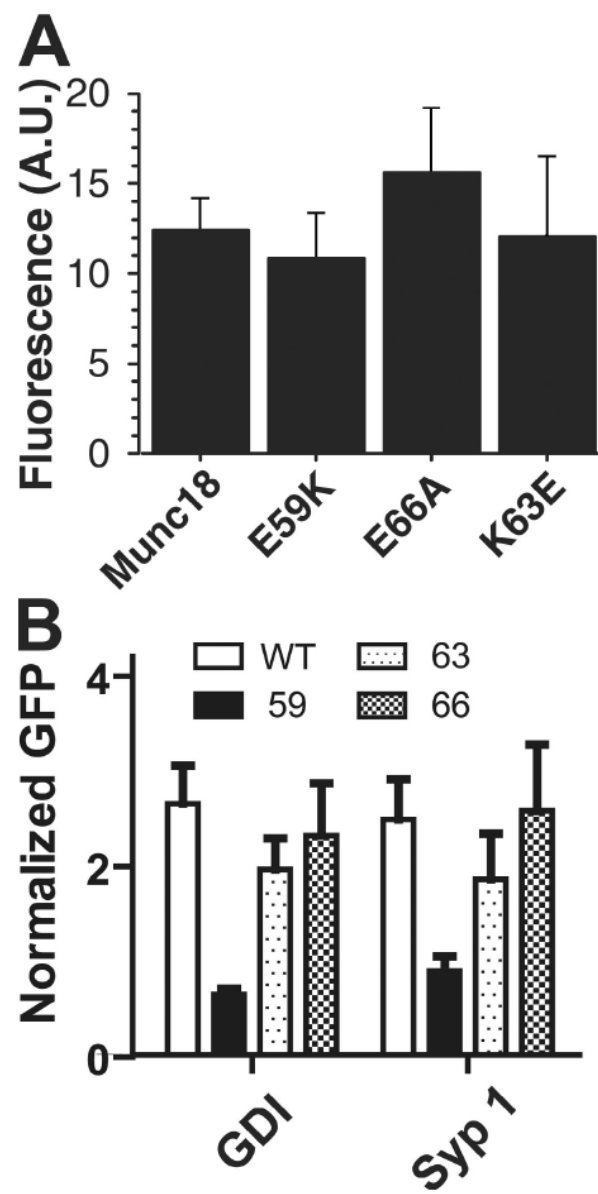 A
Fluorescence (A.U.)
20
15
10
5
0
Munc18
E59K
E66A
K63E
B
Normalized GFP
WT
63
59
66
4
2
0
GDI
Syp 1